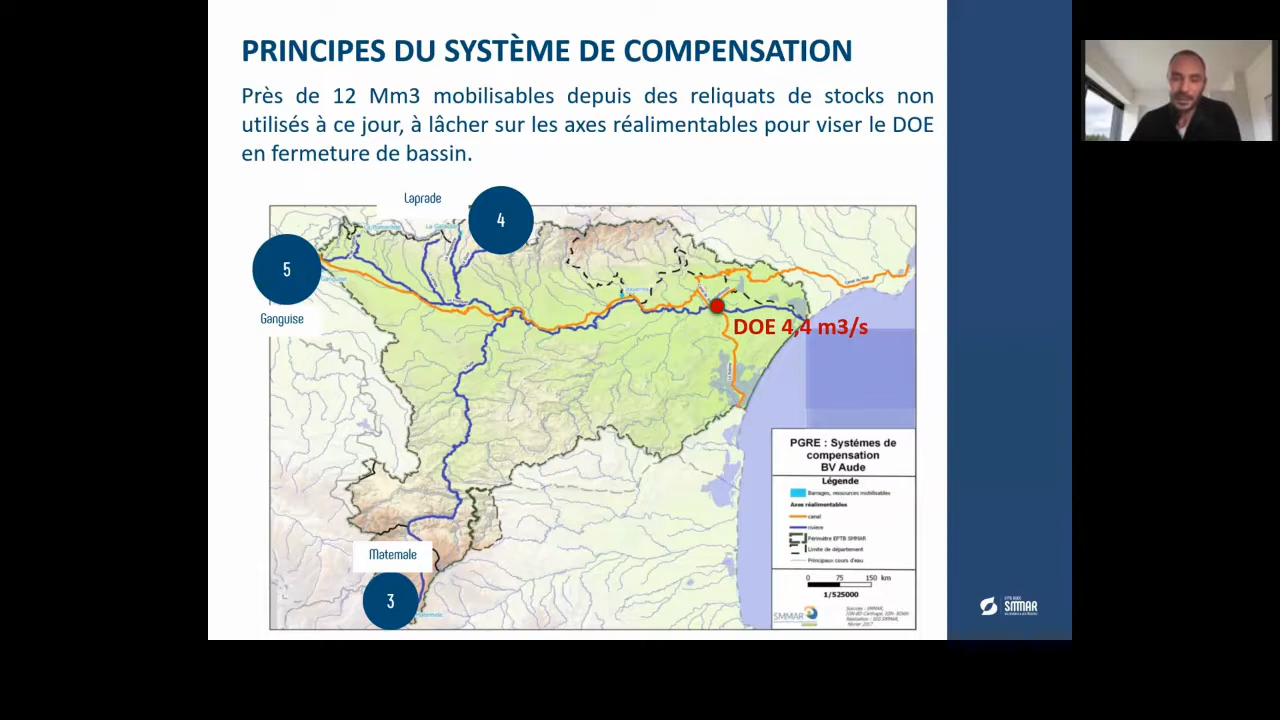 PRINCIPES DU SYSTÈME DE COMPENSATION
Près de 12 Mm3 mobilisables depuis des reliquats de stocks non
utilisés à ce jour, à lâcher sur les axes réalimentables pour viser le DOE
en fermeture de bassin.
Laprade
4
5
Ganguise
DOE 4,4 m3/s
Matemale
3
PGRE : Systèmes de
compensation
BV Aude
Légende
Barrages, ressources mobilisables
Axes réalimentables
canal
rivière
Périmètre EPTB SMMAR
Limite de département
Principaux cours d'eau
0 75 150 km
1/525000
SMMAR
SMMAR